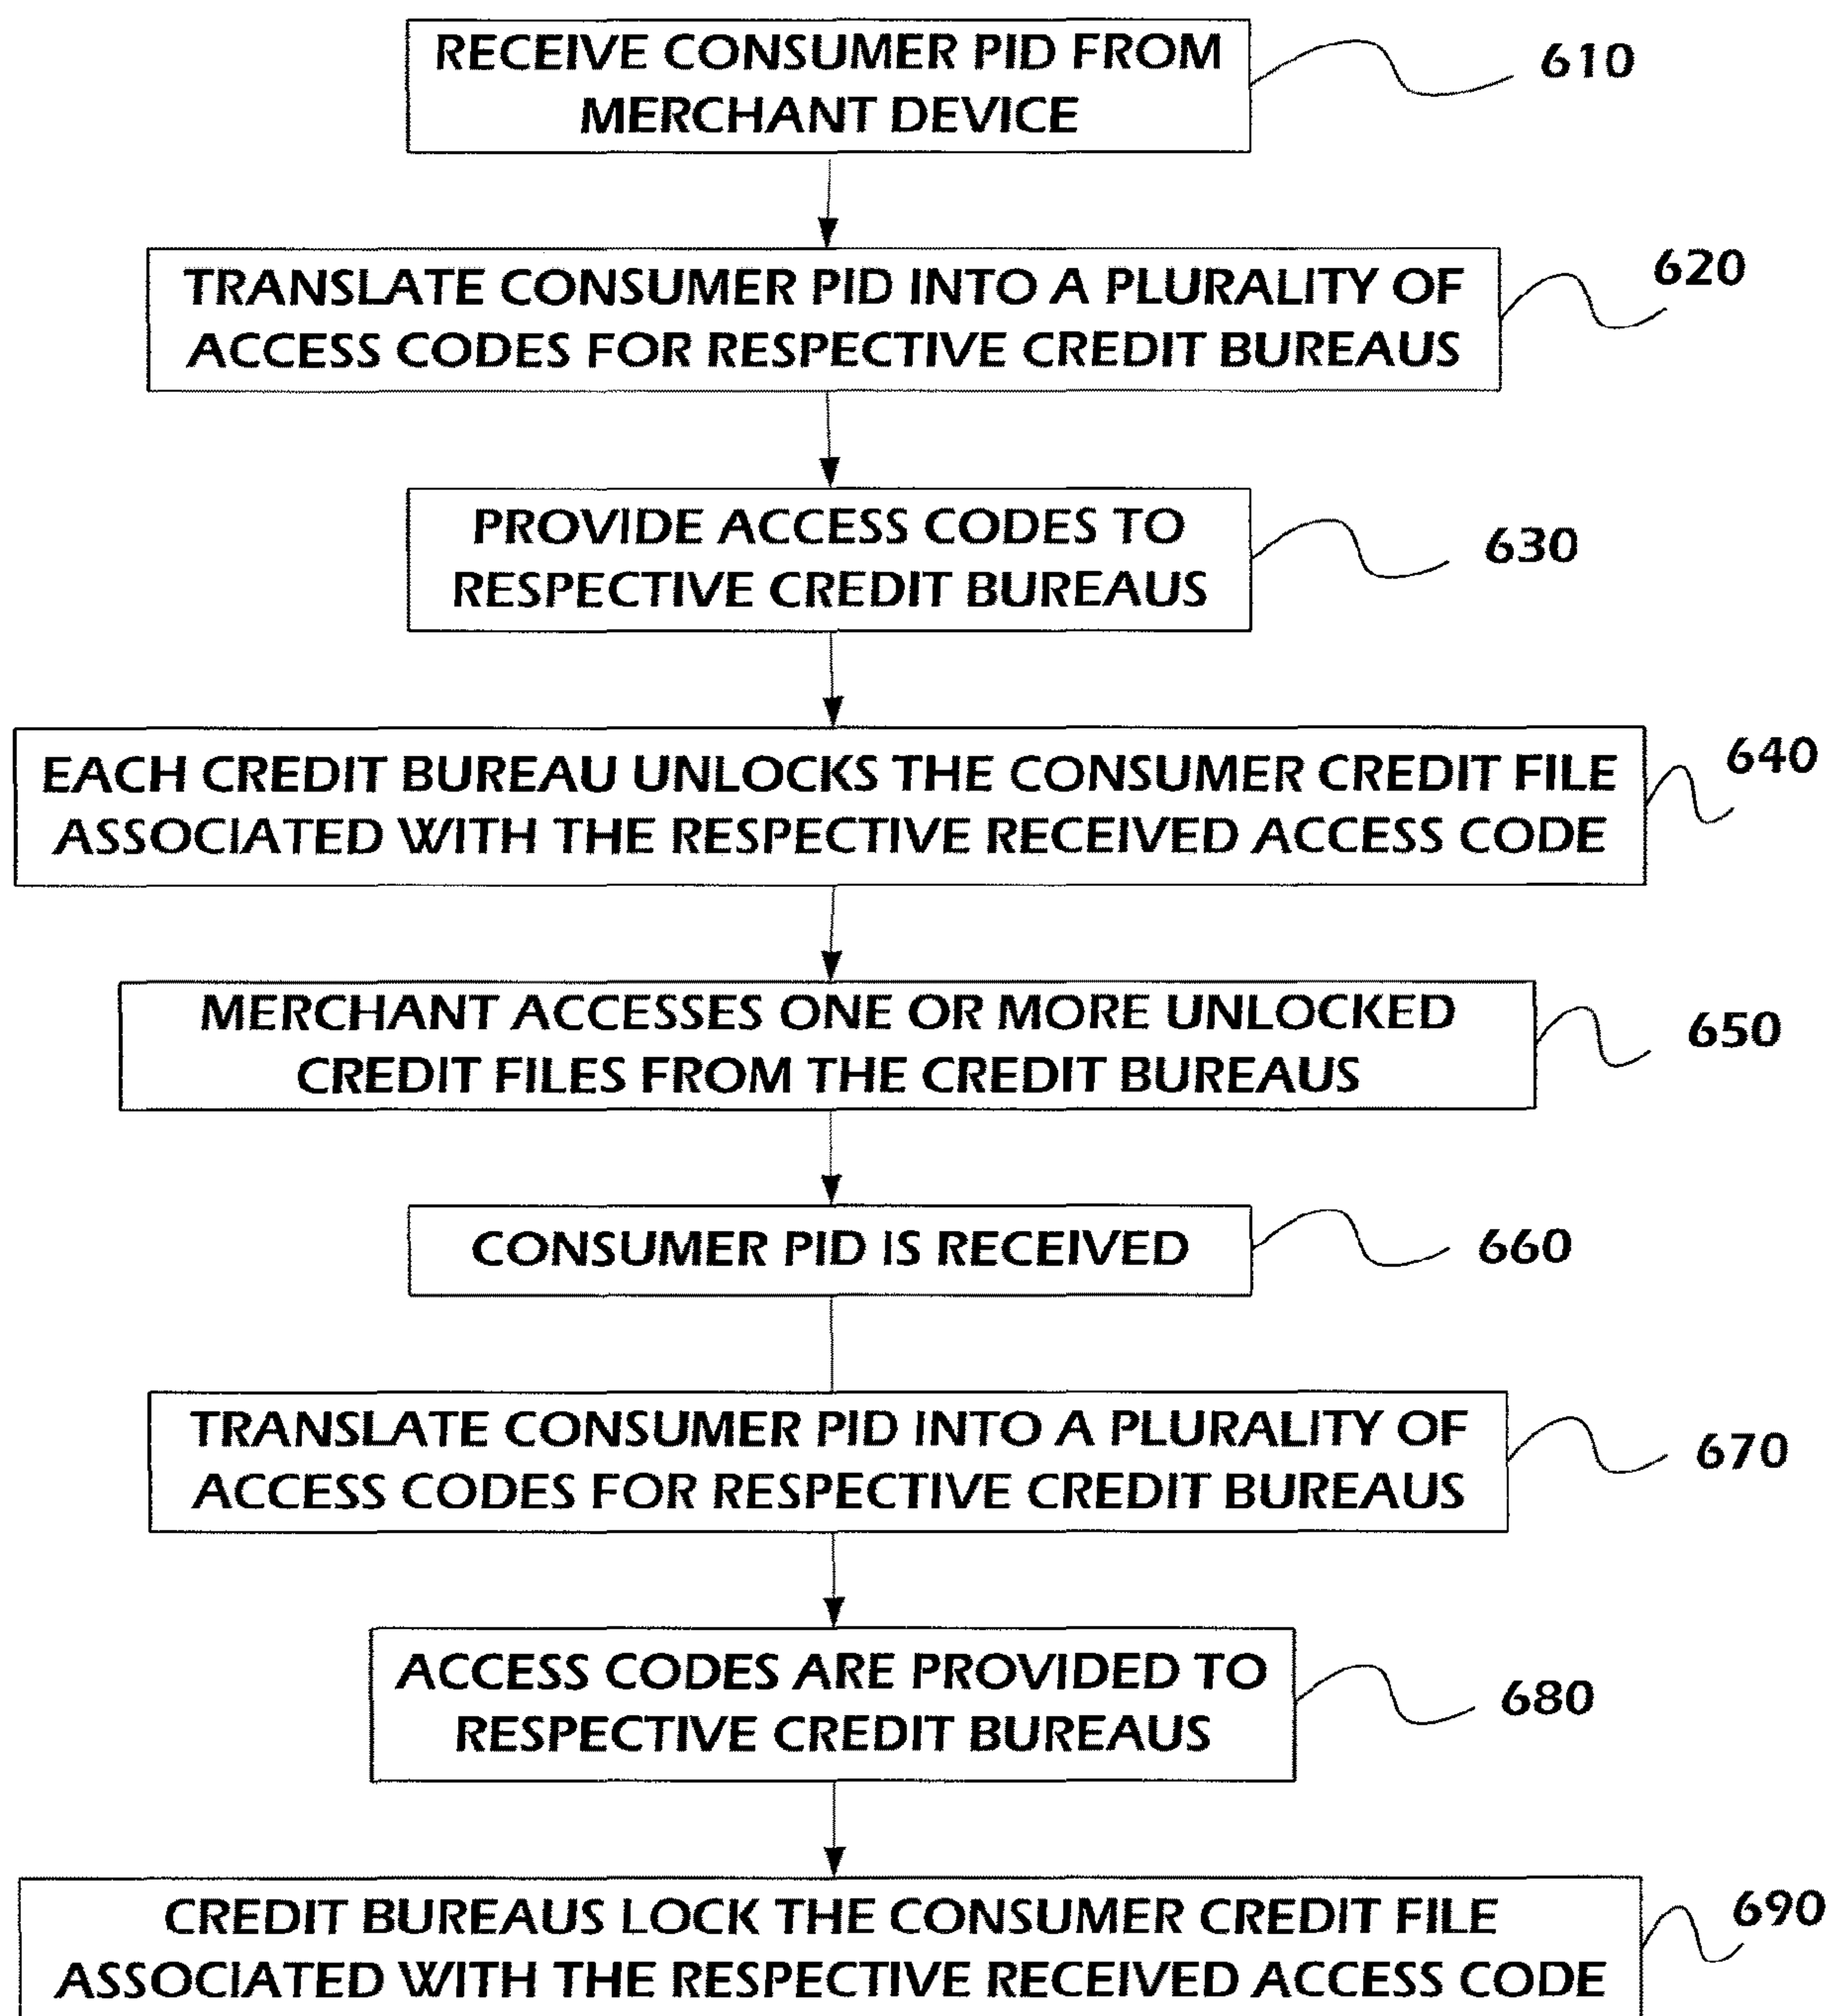 RECEIVE CONSUMER PID FROM
MERCHANT DEVICE
610
TRANSLATE CONSUMER PID INTO A PLURALITY OF
ACCESS CODES FOR RESPECTIVE CREDIT BUREAUS
620
PROVIDE ACCESS CODES TO
RESPECTIVE CREDIT BUREAUS
630
EACH CREDIT BUREAU UNLOCKS THE CONSUMER CREDIT FILE
ASSOCIATED WITH THE RESPECTIVE RECEIVED ACCESS CODE
640
MERCHANT ACCESSES ONE OR MORE UNLOCKED
CREDIT FILES FROM THE CREDIT BUREAUS
650
CONSUMER PID IS RECEIVED
660
TRANSLATE CONSUMER PID INTO A PLURALITY OF
ACCESS CODES FOR RESPECTIVE CREDIT BUREAUS
670
ACCESS CODES ARE PROVIDED TO
RESPECTIVE CREDIT BUREAUS
680
CREDIT BUREAUS LOCK THE CONSUMER CREDIT FILE
ASSOCIATED WITH THE RESPECTIVE RECEIVED ACCESS CODE
690